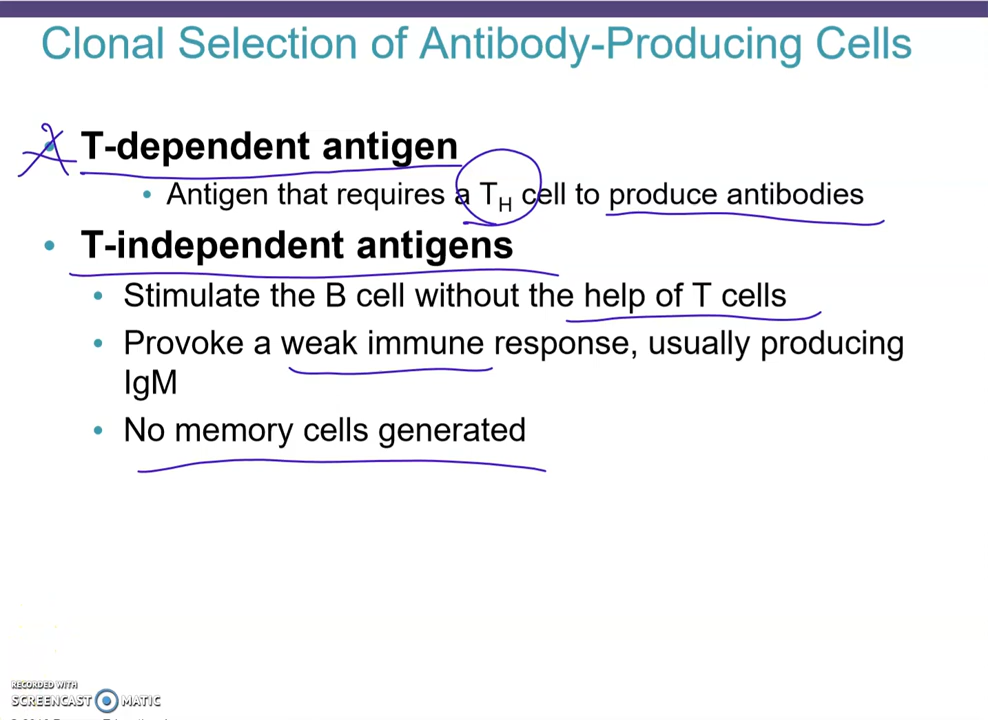 Clonal Selection of Antibody-Producing Cells
• T-dependent antigen
• Antigen that requires a TH cell to produce antibodies
• T-independent antigens
• Stimulate the B cell without the help of T cells
• Provoke a weak immune response, usually producing
IgM
• No memory cells generated
RECORDED WITH
SCREENCAST MATIC